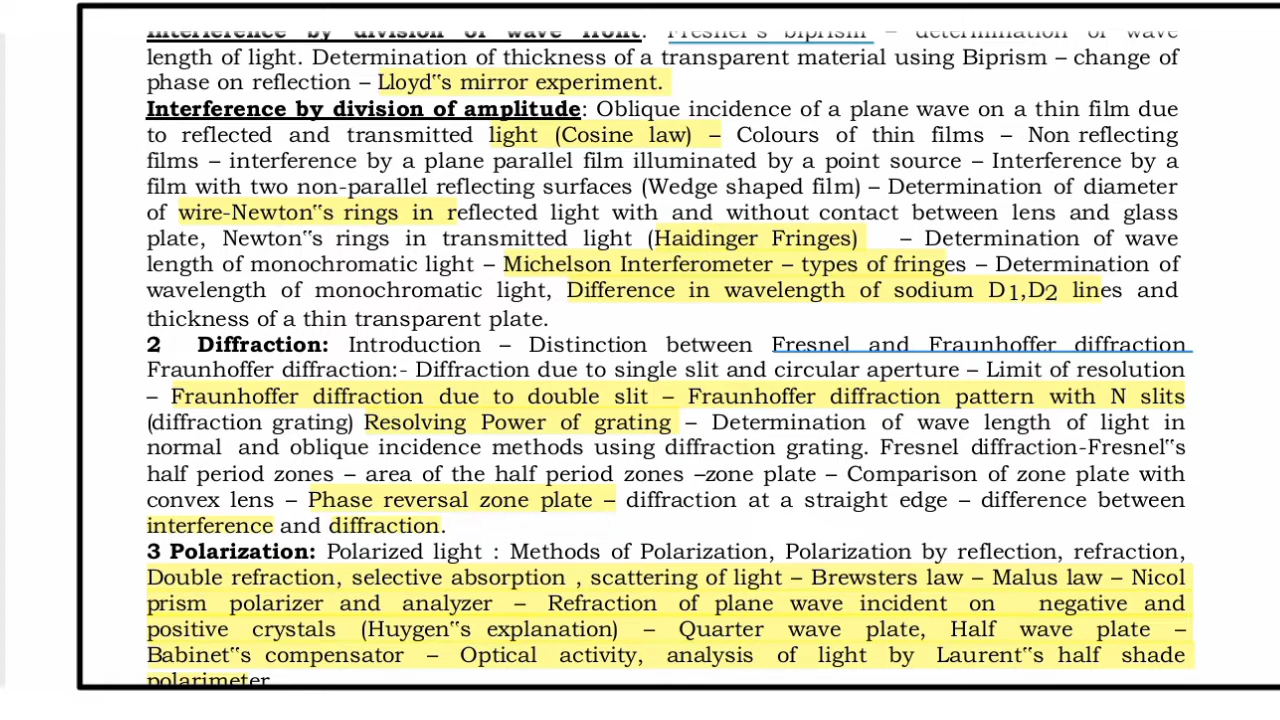 Interference by division of wave front: Fresnel's biprism – determination of wave
length of light. Determination of thickness of a transparent material using Biprism – change of
phase on reflection – Lloyd‟s mirror experiment.
Interference by division of amplitude: Oblique incidence of a plane wave on a thin film due
to reflected and transmitted light (Cosine law) – Colours of thin films – Non reflecting
films – interference by a plane parallel film illuminated by a point source – Interference by a
film with two non-parallel reflecting surfaces (Wedge shaped film) – Determination of diameter
of wire-Newton‟s rings in reflected light with and without contact between lens and glass
plate, Newton‟s rings in transmitted light (Haidinger Fringes) – Determination of wave
length of monochromatic light – Michelson Interferometer – types of fringes – Determination of
wavelength of monochromatic light, Difference in wavelength of sodium D1,D2 lines and
thickness of a thin transparent plate.
2 Diffraction: Introduction – Distinction between Fresnel and Fraunhoffer diffraction
Fraunhoffer diffraction:- Diffraction due to single slit and circular aperture – Limit of resolution
– Fraunhoffer diffraction due to double slit – Fraunhoffer diffraction pattern with N slits
(diffraction grating) Resolving Power of grating – Determination of wave length of light in
normal and oblique incidence methods using diffraction grating. Fresnel diffraction-Fresnel‟s
half period zones – area of the half period zones –zone plate – Comparison of zone plate with
convex lens – Phase reversal zone plate – diffraction at a straight edge – difference between
interference and diffraction.
3 Polarization: Polarized light : Methods of Polarization, Polarization by reflection, refraction,
Double refraction, selective absorption , scattering of light – Brewsters law – Malus law – Nicol
prism polarizer and analyzer – Refraction of plane wave incident on negative and
positive crystals (Huygen‟s explanation) – Quarter wave plate, Half wave plate –
Babinet‟s compensator – Optical activity, analysis of light by Laurent‟s half shade
polarimeter